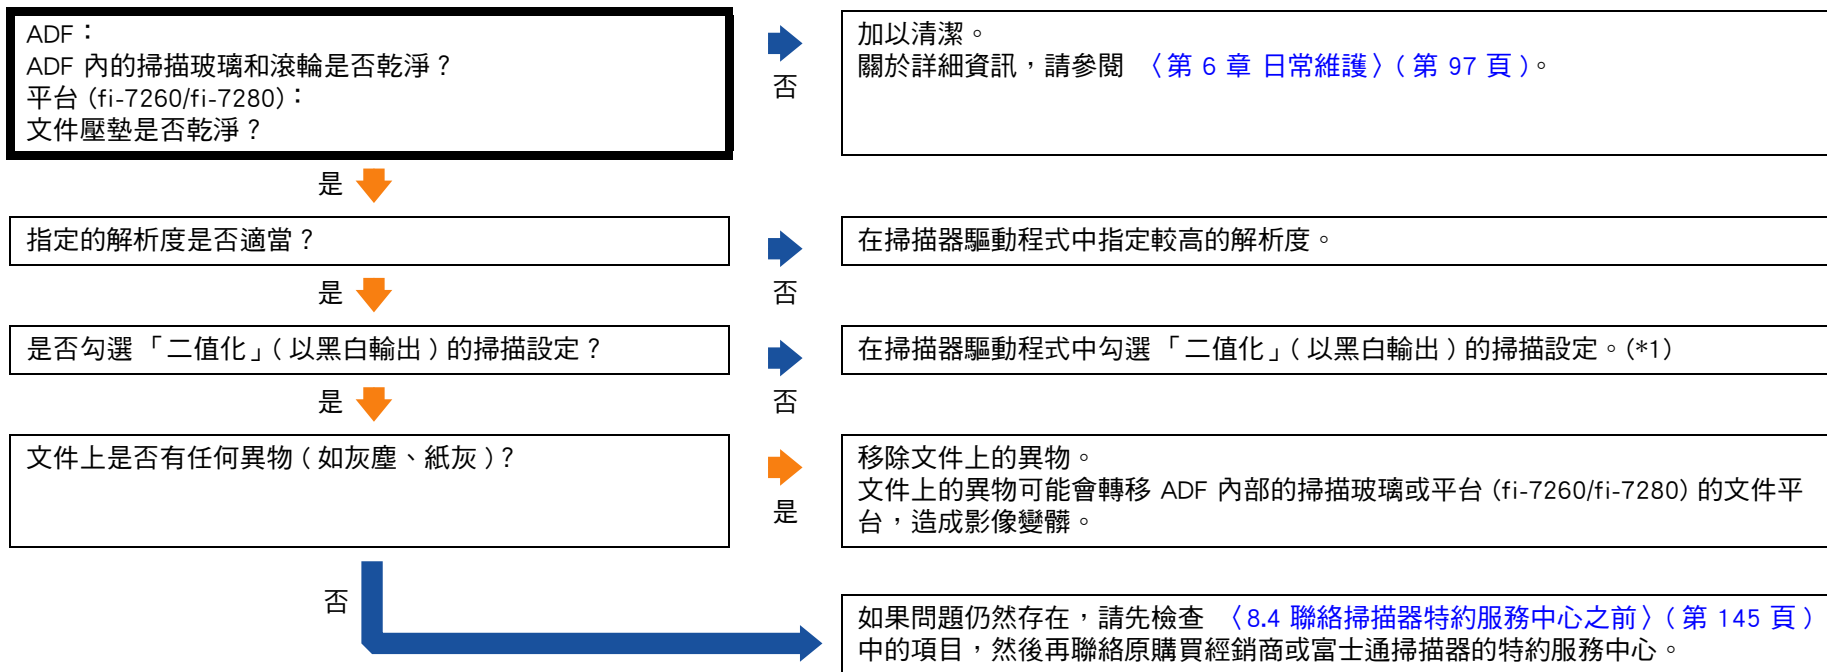 ADF：
ADF 內的掃描玻璃和滾輪是否乾淨？
平台 (fi-7260/fi-7280)：
文件壓墊是否乾淨？
否
加以清潔。
關於詳細資訊，請參閱 〈第 6 章 日常維護〉( 第 97 頁 )。
是
指定的解析度是否適當？
否
在掃描器驅動程式中指定較高的解析度。
是
是否勾選 「二值化」( 以黑白輸出 ) 的掃描設定？
否
在掃描器驅動程式中勾選 「二值化」( 以黑白輸出 ) 的掃描設定。(*1)
是
文件上是否有任何異物 ( 如灰塵、紙灰 )？
是
移除文件上的異物。
文件上的異物可能會轉移 ADF 內部的掃描玻璃或平台 (fi-7260/fi-7280) 的文件平
台，造成影像變髒。
否
如果問題仍然存在，請先檢查 〈8.4 聯絡掃描器特約服務中心之前〉( 第 145 頁 )
中的項目，然後再聯絡原購買經銷商或富士通掃描器的特約服務中心。